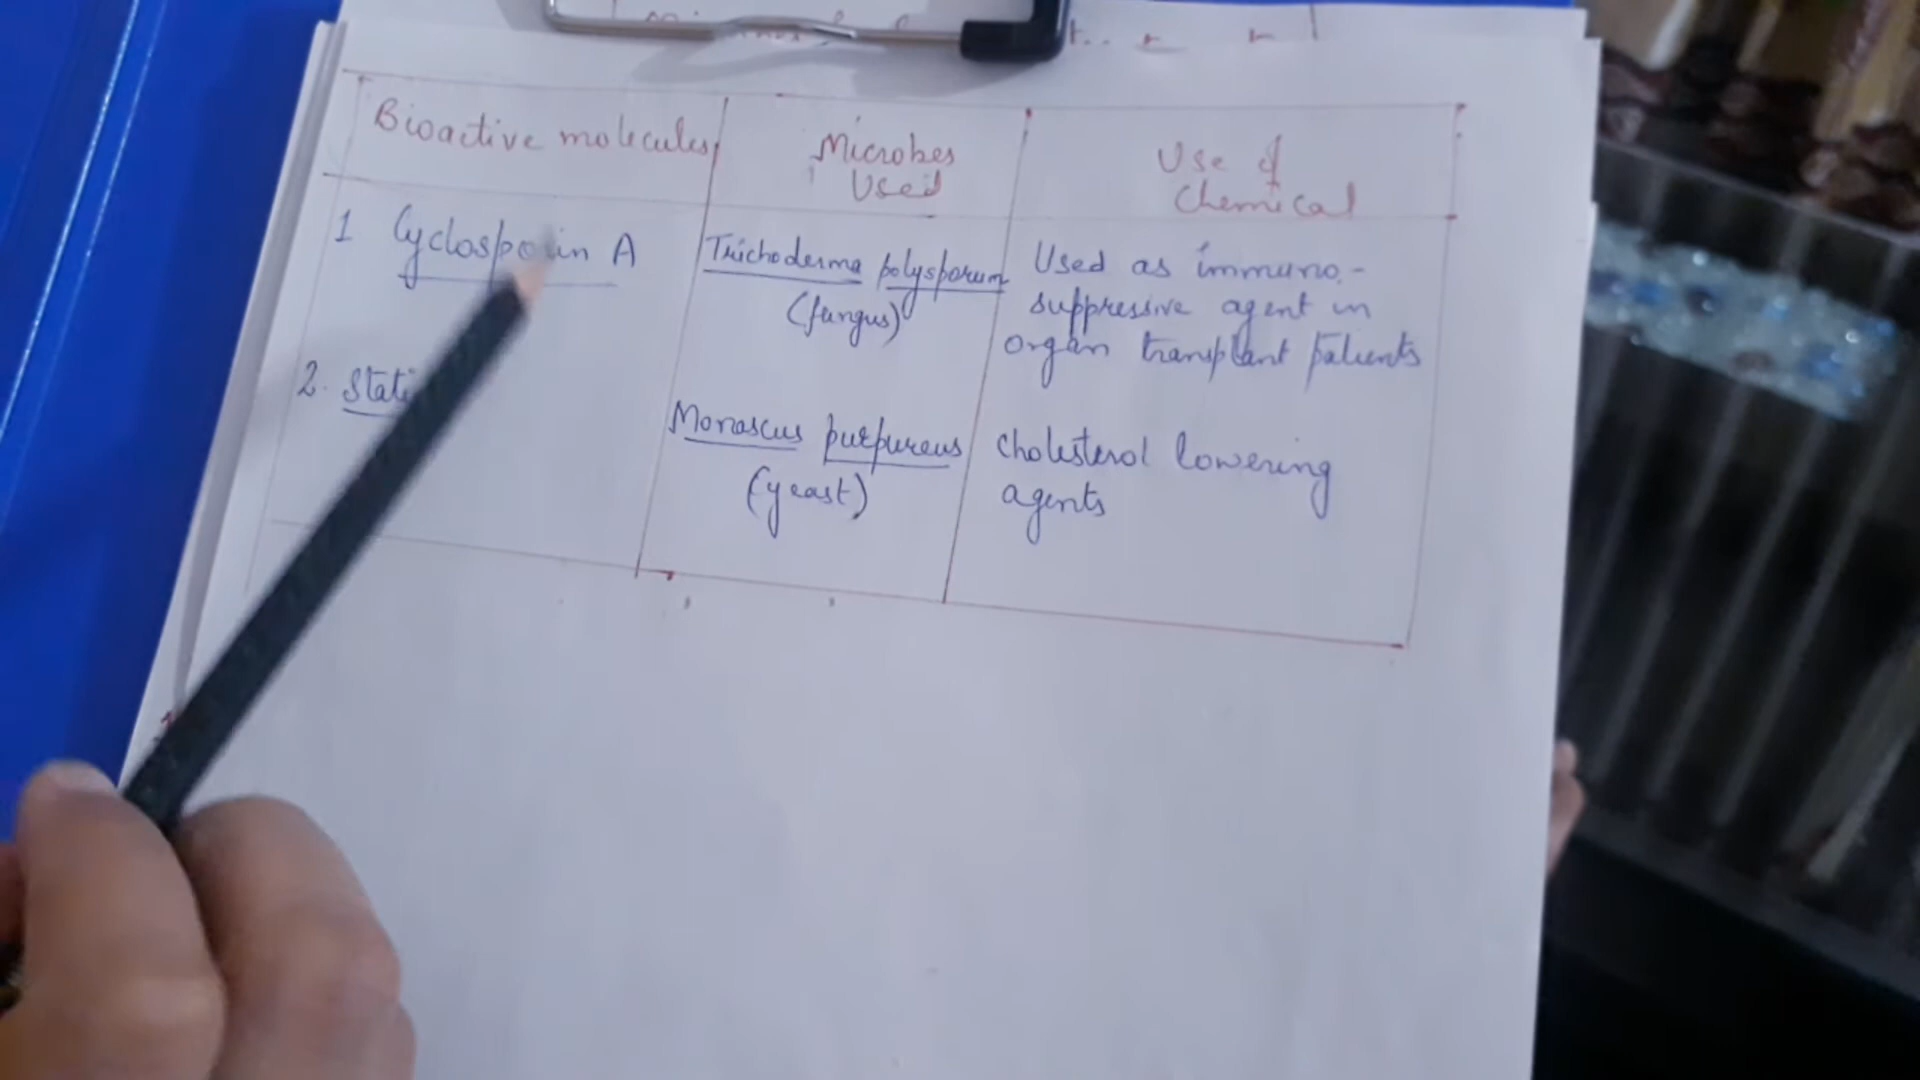 Bioactive molecules
Microbes
Used
Use of
Chemical
1 Cyclosporin A
Trichoderma polysporum
(fungus)
Used as immuno-
suppressive agent in
organ transplant patients
2.
Monascus purpureus
(yeast)
Cholesterol lowering
agents